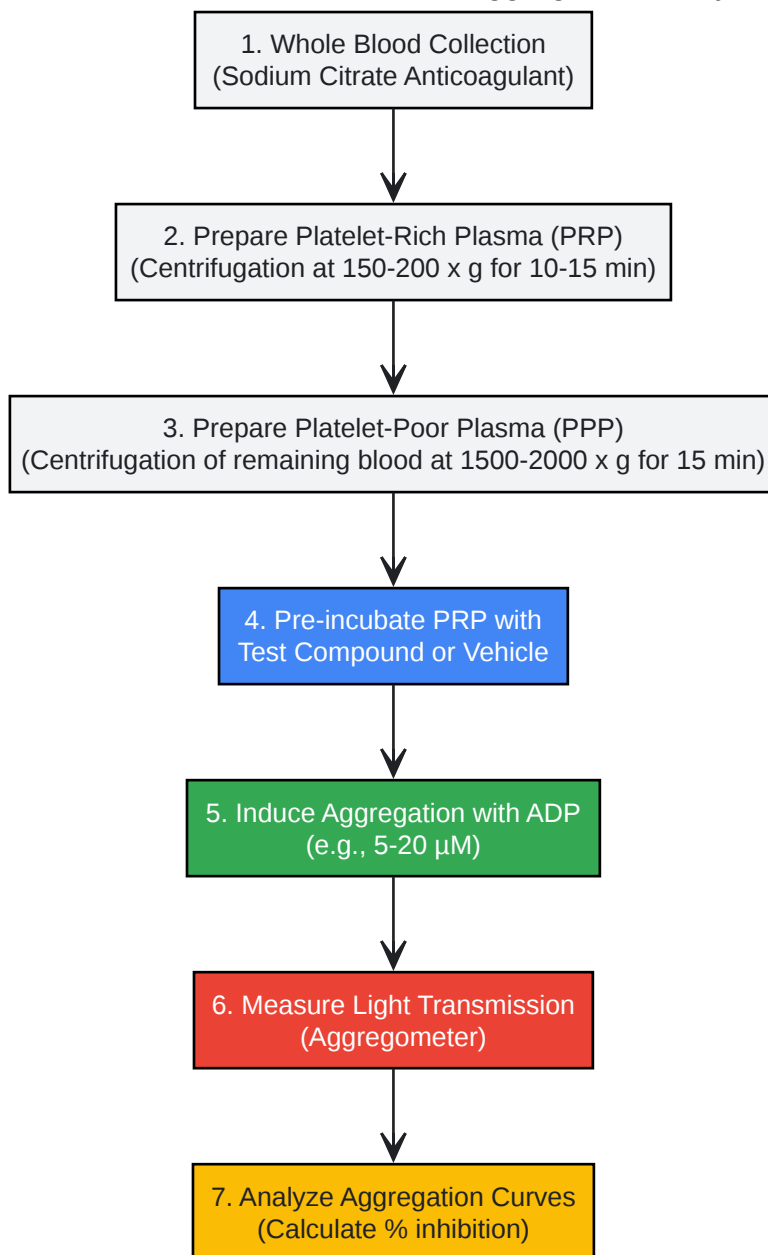 1. Whole Blood Collection
(Sodium Citrate Anticoagulant)
2. Prepare Platelet-Rich Plasma (PRP)
(Centrifugation at 150-200 x g for 10-15 min)
3. Prepare Platelet-Poor Plasma (PPP)
(Centrifugation of remaining blood at 1500-2000 x g for 15 min)
4. Pre-incubate PRP with
Test Compound or Vehicle
5. Induce Aggregation with ADP
(e.g., 5-20 µM)
6. Measure Light Transmission
(Aggregometer)
7. Analyze Aggregation Curves
(Calculate % inhibition)